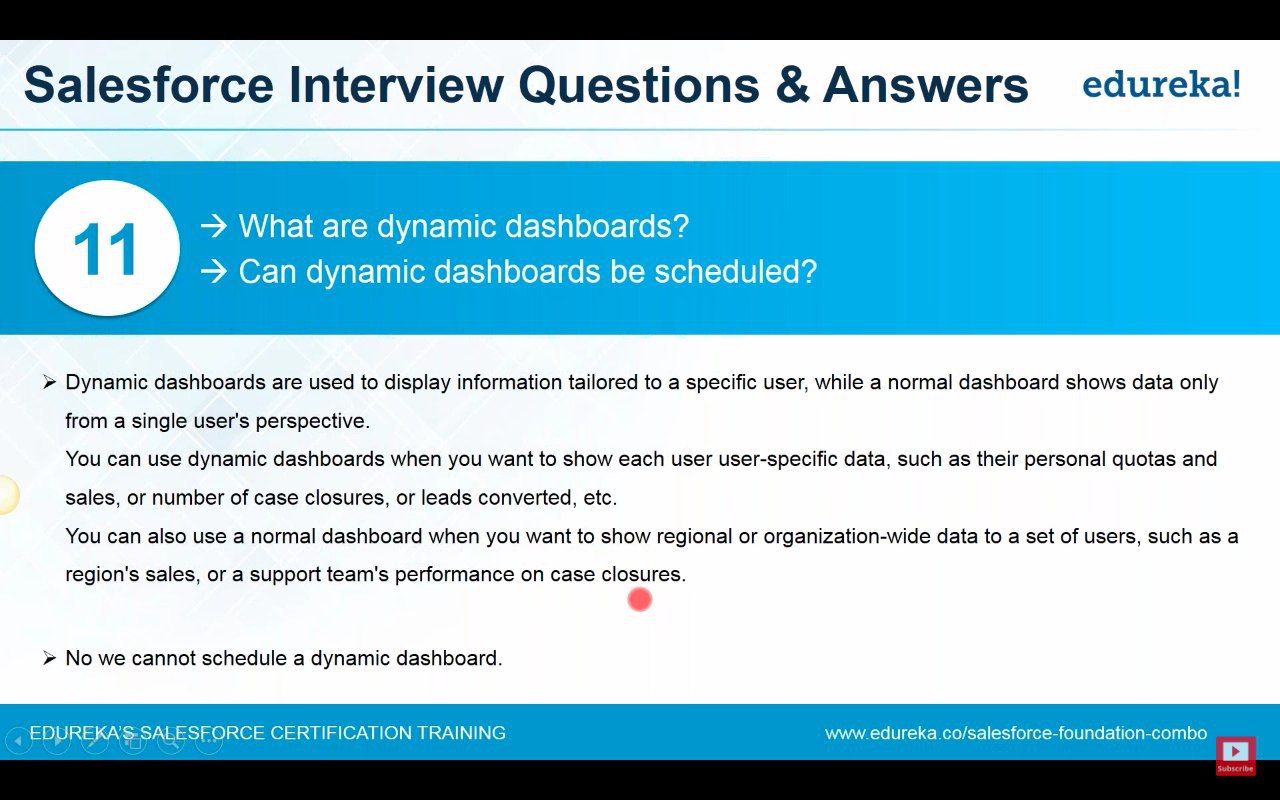 Salesforce Interview Questions & Answers
edureka!
11
→ What are dynamic dashboards?
→ Can dynamic dashboards be scheduled?
➢ Dynamic dashboards are used to display information tailored to a specific user, while a normal dashboard shows data only
from a single user's perspective.
You can use dynamic dashboards when you want to show each user user-specific data, such as their personal quotas and
sales, or number of case closures, or leads converted, etc.
You can also use a normal dashboard when you want to show regional or organization-wide data to a set of users, such as a
region's sales, or a support team's performance on case closures.
➢ No we cannot schedule a dynamic dashboard.
EDUREKA'S SALESFORCE CERTIFICATION TRAINING
www.edureka.co/salesforce-foundation-combo
Subscribe